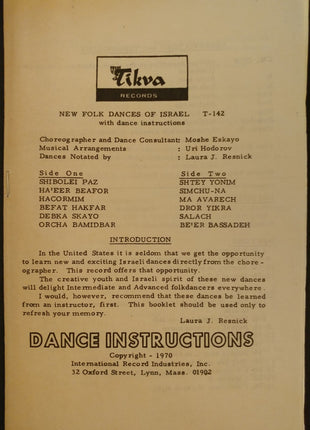 Tikva
RECORDS
NEW FOLK DANCES OF ISRAEL T-142
with dance instructions
Choreographer and Dance Consultant: Moshe Eskayo
Musical Arrangements : Uri Hodorov
Dances Notated by : Laura J. Resnick
Side One Side Two
SHIBOLEI PAZ SHTEY YONIM
HA'EER BEAFOR SIMCHU-NA
HACORMIM MA AVARECH
BEFAT HAKFAR DROR YIKRA
DEBKA SKAYO SALACH
ORCHA BAMIDBAR BE'ER BASSADEH
INTRODUCTION
In the United States it is seldom that we get the opportunity
to learn new and exciting Israeli dances directly from the chore-
ographer. This record offers that opportunity.
The creative youth and Israeli spirit of these new dances
will delight Intermediate and Advanced folkdancers everywhere.
I would, however, recommend that these dances be learned
from an instructor, first. This booklet should be used only to
refresh your memory.
Laura J. Resnick
DANCE INSTRUCTIONS
Copyright - 1970
International Record Industries, Inc.
32 Oxford Street, Lynn, Mass. 01902